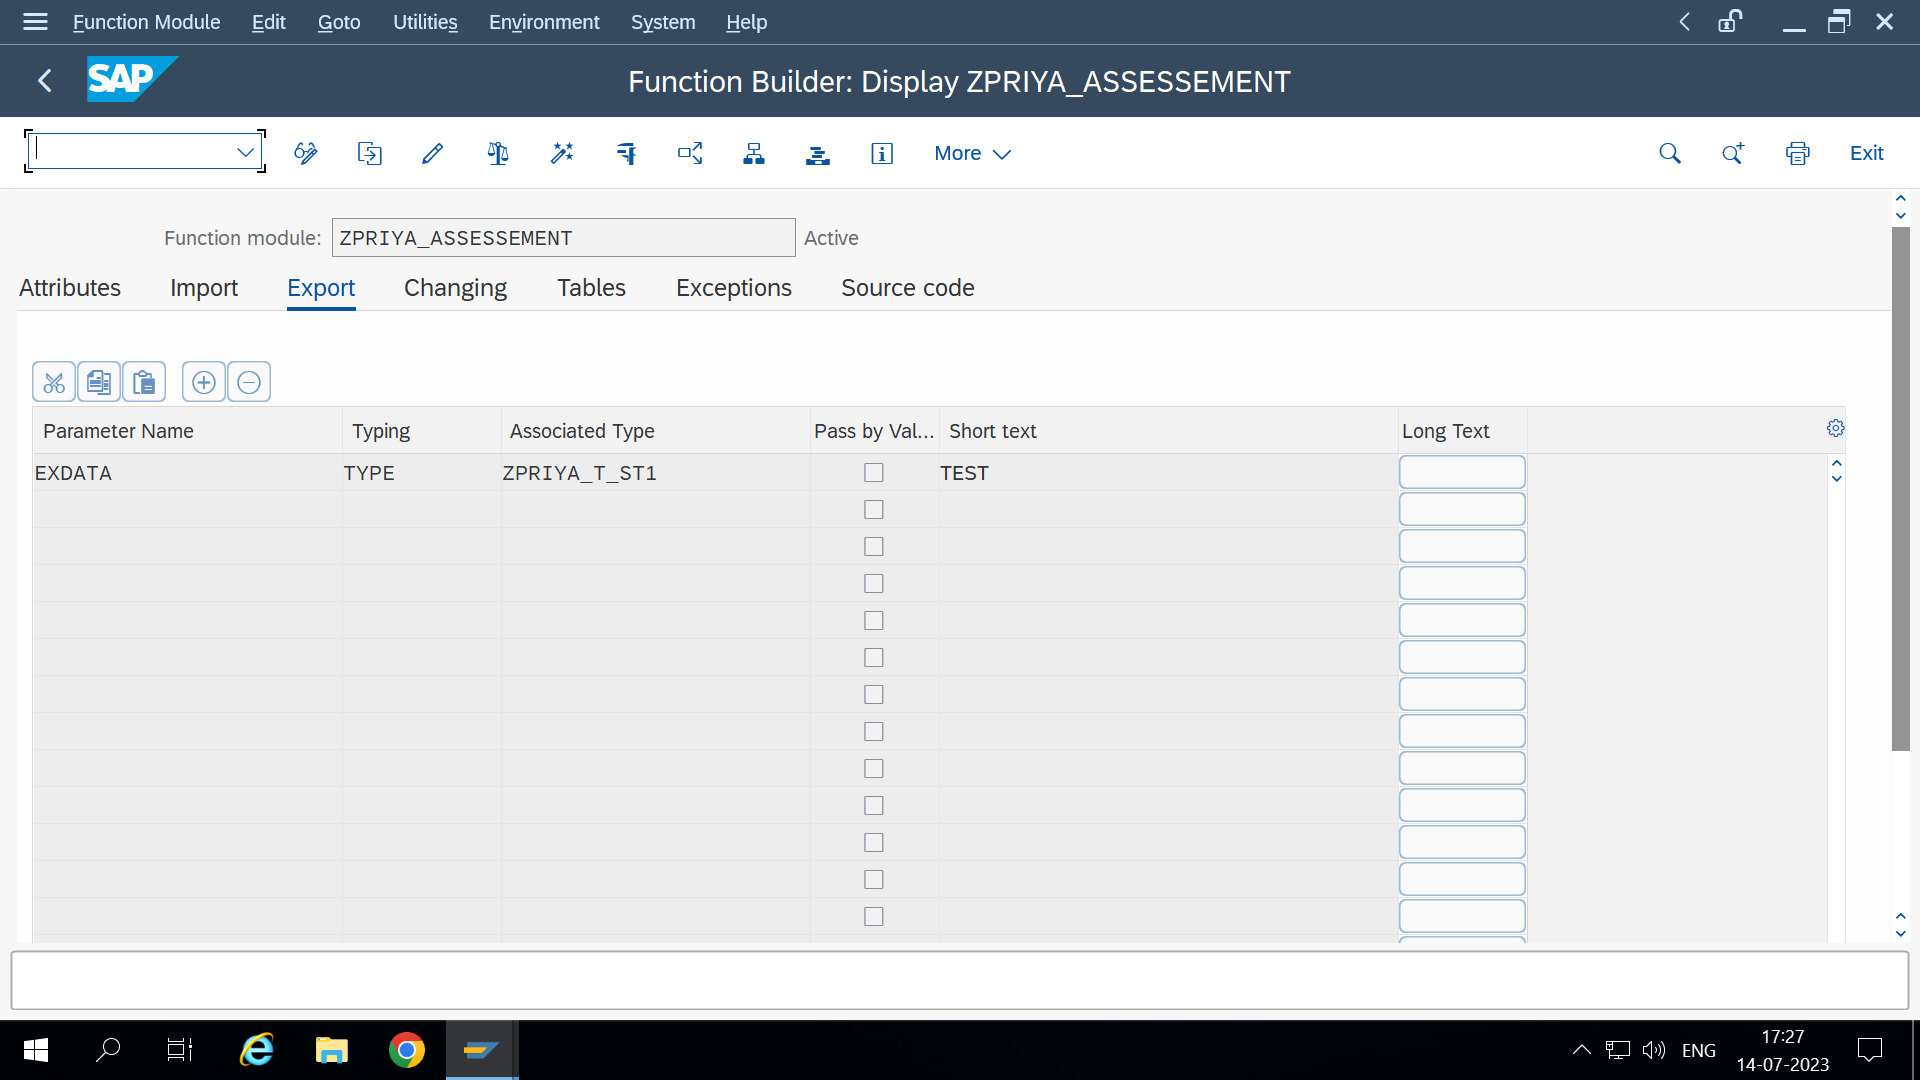 Function Module Edit Goto Utilities Environment System Help
SAP
Function Builder: Display ZPRIYA_ASSESSEMENT
More
Exit
Function module: ZPRIYA_ASSESSEMENT Active
Attributes Import Export Changing Tables Exceptions Source code
Parameter Name Typing Associated Type Pass by Val... Short text Long Text
EXDATA TYPE ZPRIYA_T_ST1 TEST
ENG
17:27
14-07-2023